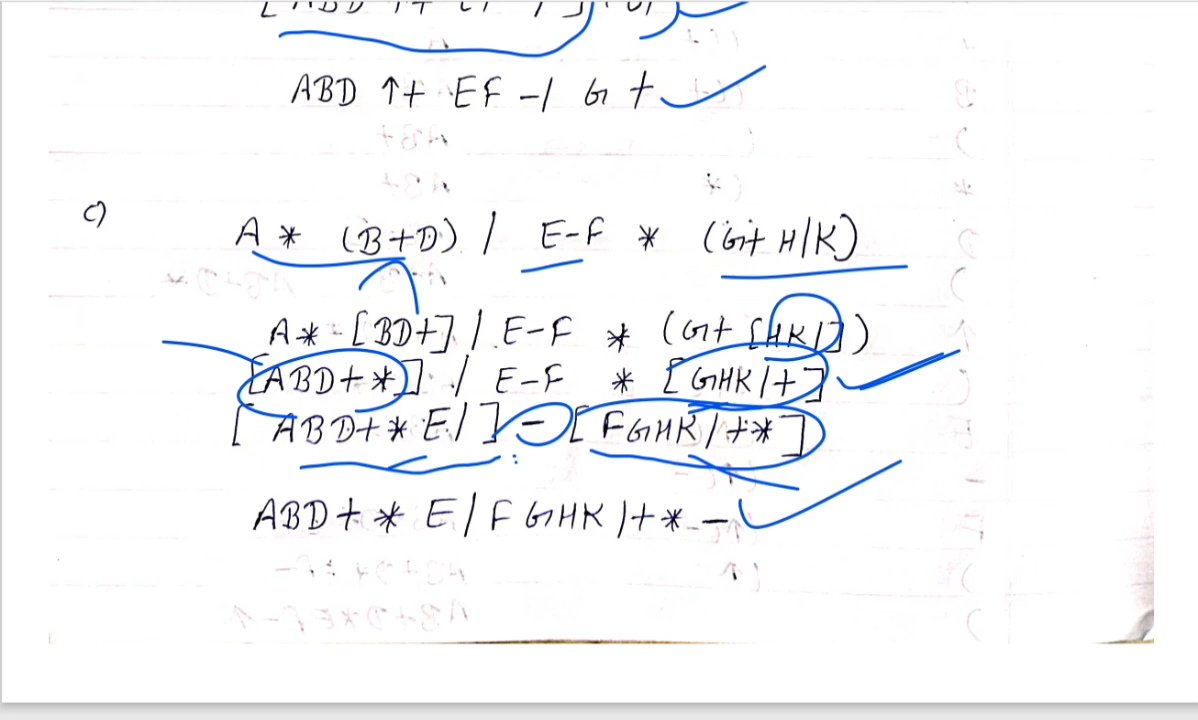 ABD ↑+ EF -/ G +
c)
A * (B+D) / E-F * (G+ H/K)
A* [BD+] / E-F * (G+ [HK/])
[ABD+*] / E-F * [GHK/+]
[ABD+* E/] - [FGHK/+*]
ABD+* E/F GHK/+*-